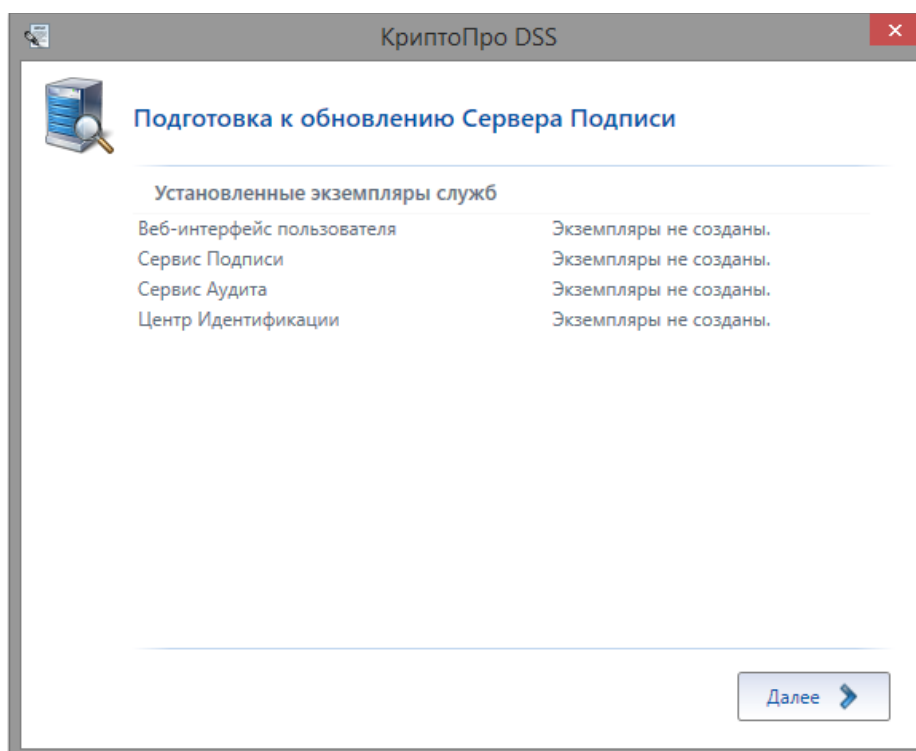 КриптоПро DSS
Подготовка к обновлению Сервера Подписи
Установленные экземпляры служб
Веб-интерфейс пользователя Экземпляры не созданы.
Сервис Подписи Экземпляры не созданы.
Сервис Аудита Экземпляры не созданы.
Центр Идентификации Экземпляры не созданы.
Далее